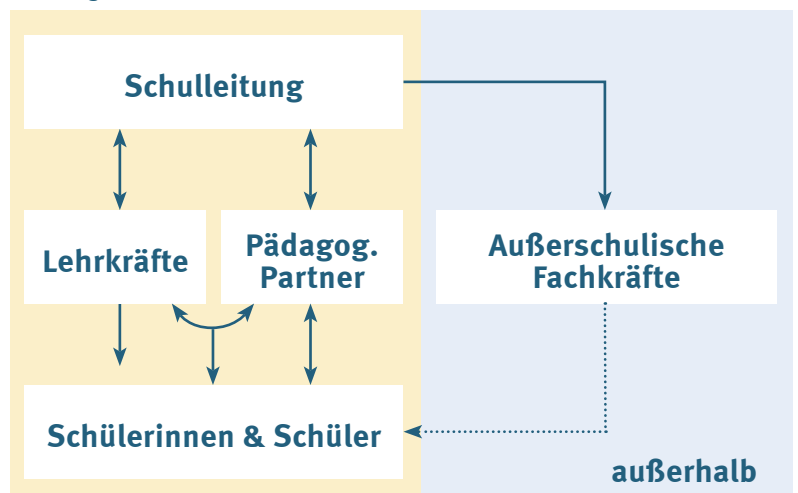 Schulleitung
Lehrkräfte
Pädagog.
Partner
Außerschulische
Fachkräfte
Schülerinnen & Schüler
außerhalb